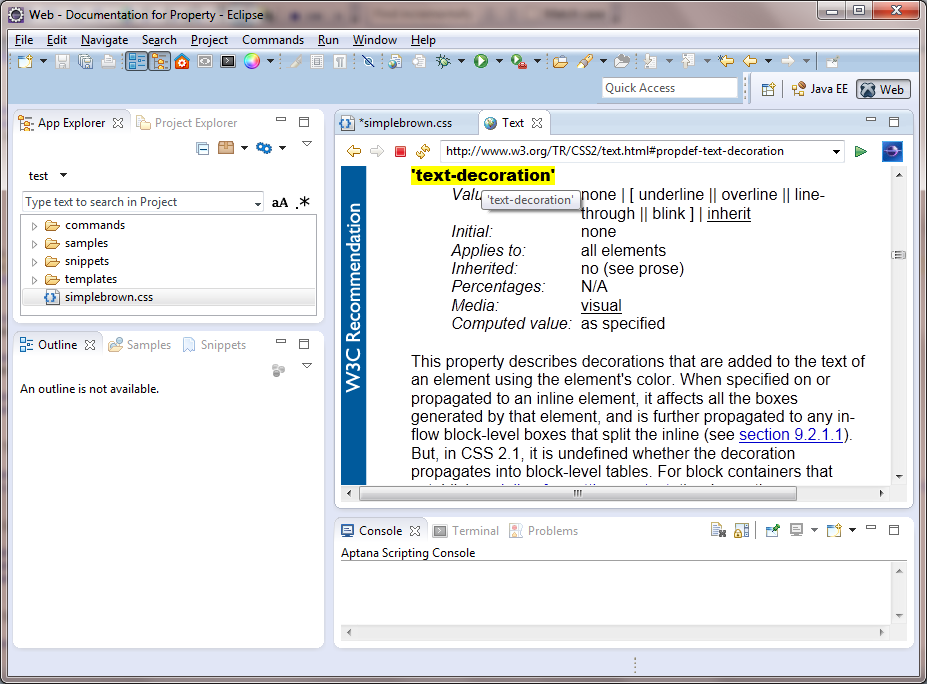 Web - Documentation for Property - Eclipse
File Edit Navigate Search Project Commands Run Window Help
Quick Access
Java EE
Web
App Explorer
Project Explorer
test
Type text to search in Project
aA .*
commands
samples
snippets
templates
simplebrown.css
Outline
Samples
Snippets
An outline is not available.
*simplebrown.css
Text
http://www.w3.org/TR/CSS2/text.html#propdef-text-decoration
W3C Recommendation
'text-decoration'
none | [ underline || overline || line-
'text-decoration'
through || blink ] | inherit
Initial: none
Applies to: all elements
Inherited: no (see prose)
Percentages: N/A
Media: visual
Computed value: as specified
This property describes decorations that are added to the text of
an element using the element's color. When specified on or
propagated to an inline element, it affects all the boxes
generated by that element, and is further propagated to any in-
flow block-level boxes that split the inline (see section 9.2.1.1).
But, in CSS 2.1, it is undefined whether the decoration
propagates into block-level tables. For block containers that
Console
Terminal
Problems
Aptana Scripting Console